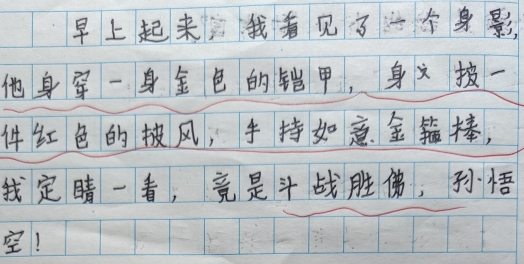 早上起来，我看见了一个身影，
他身穿一身金色的铠甲，身又披一
件红色的披风，手持如意金箍棒，
我定睛一看，竟是斗战胜佛，孙悟
空！